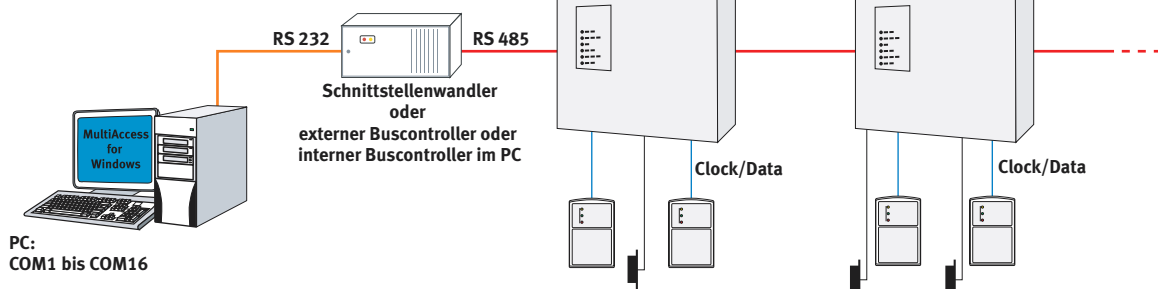 RS 232
RS 485
Schnittstellenwandler
oder
externer Buscontroller oder
interner Buscontroller im PC
MultiAccess
for
Windows
Clock/Data
Clock/Data
PC:
COM1 bis COM16